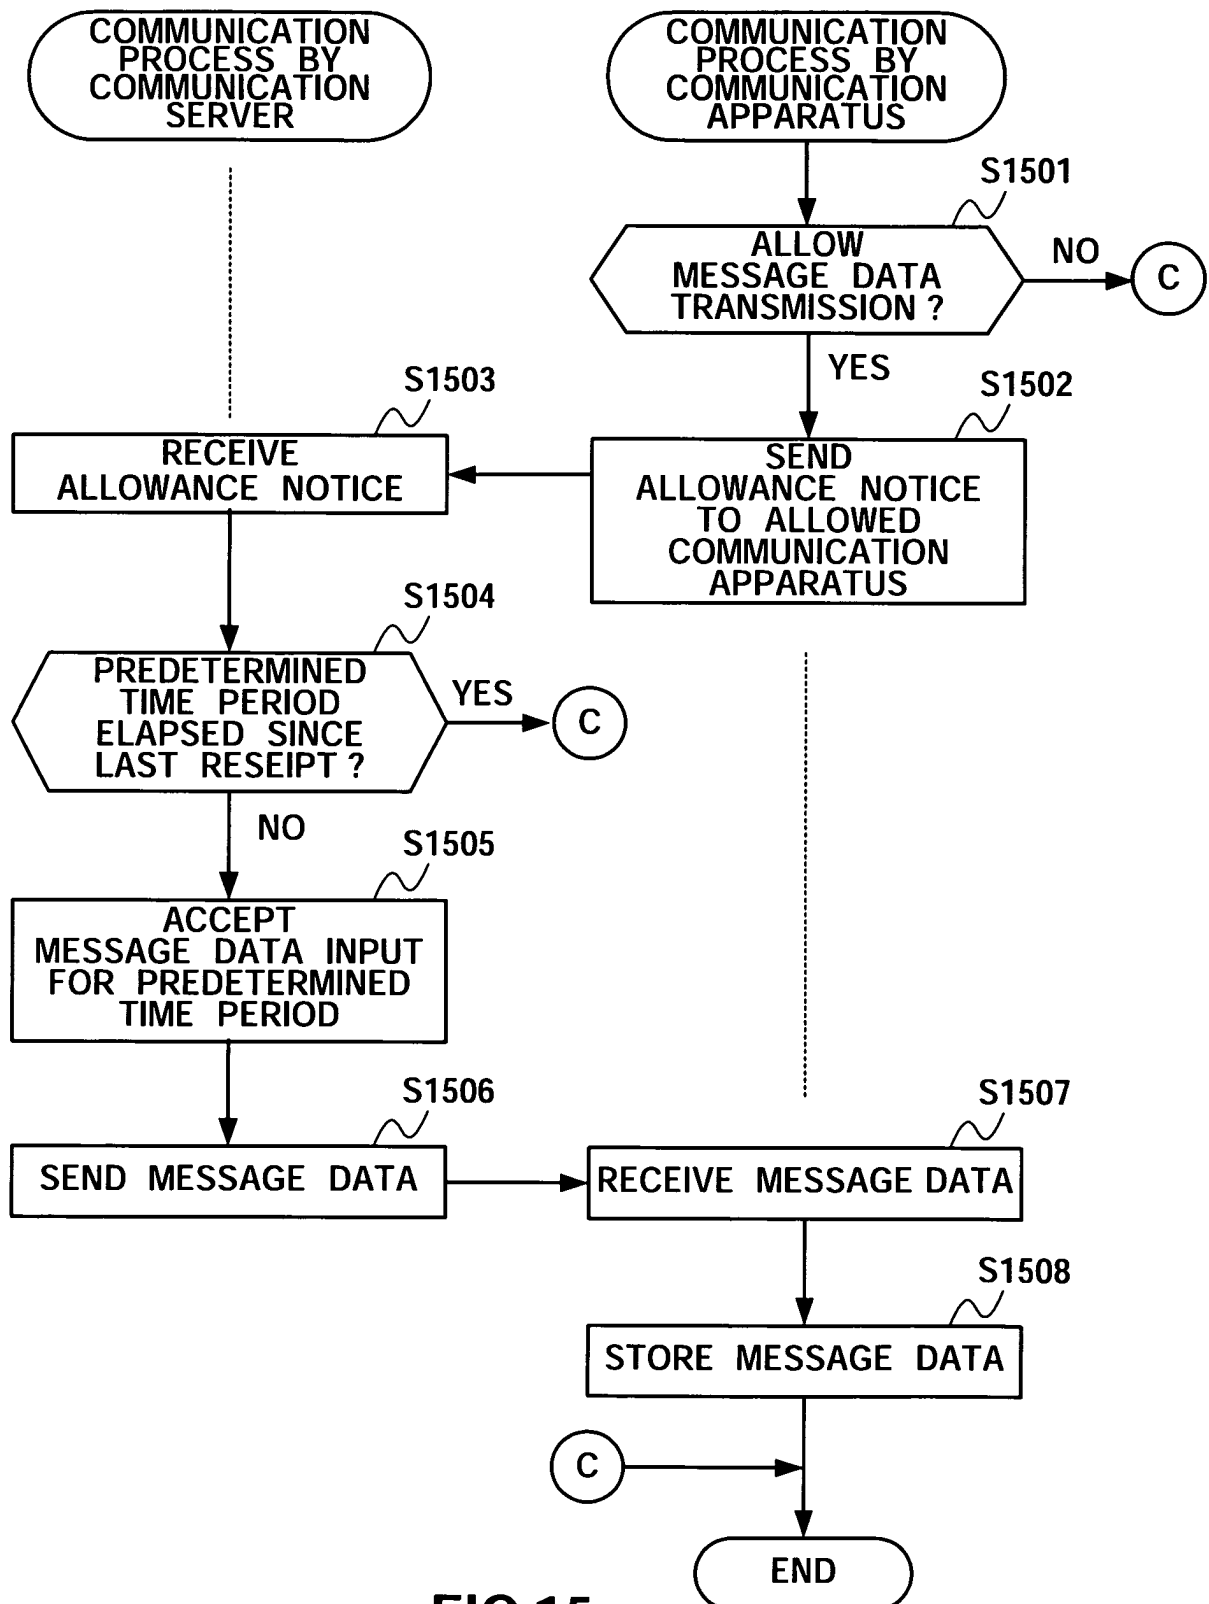 COMMUNICATION
PROCESS BY
COMMUNICATION
SERVER
COMMUNICATION
PROCESS BY
COMMUNICATION
APPARATUS
S1501
ALLOW
MESSAGE DATA
TRANSMISSION ?
NO
C
YES
S1503
S1502
RECEIVE
ALLOWANCE NOTICE
SEND
ALLOWANCE NOTICE
TO ALLOWED
COMMUNICATION
APPARATUS
S1504
PREDETERMINED
TIME PERIOD
ELAPSED SINCE
LAST RESEIPT ?
YES
C
NO
S1505
ACCEPT
MESSAGE DATA INPUT
FOR PREDETERMINED
TIME PERIOD
S1506
SEND MESSAGE DATA
S1507
RECEIVE MESSAGE DATA
S1508
STORE MESSAGE DATA
C
END
FIG.15